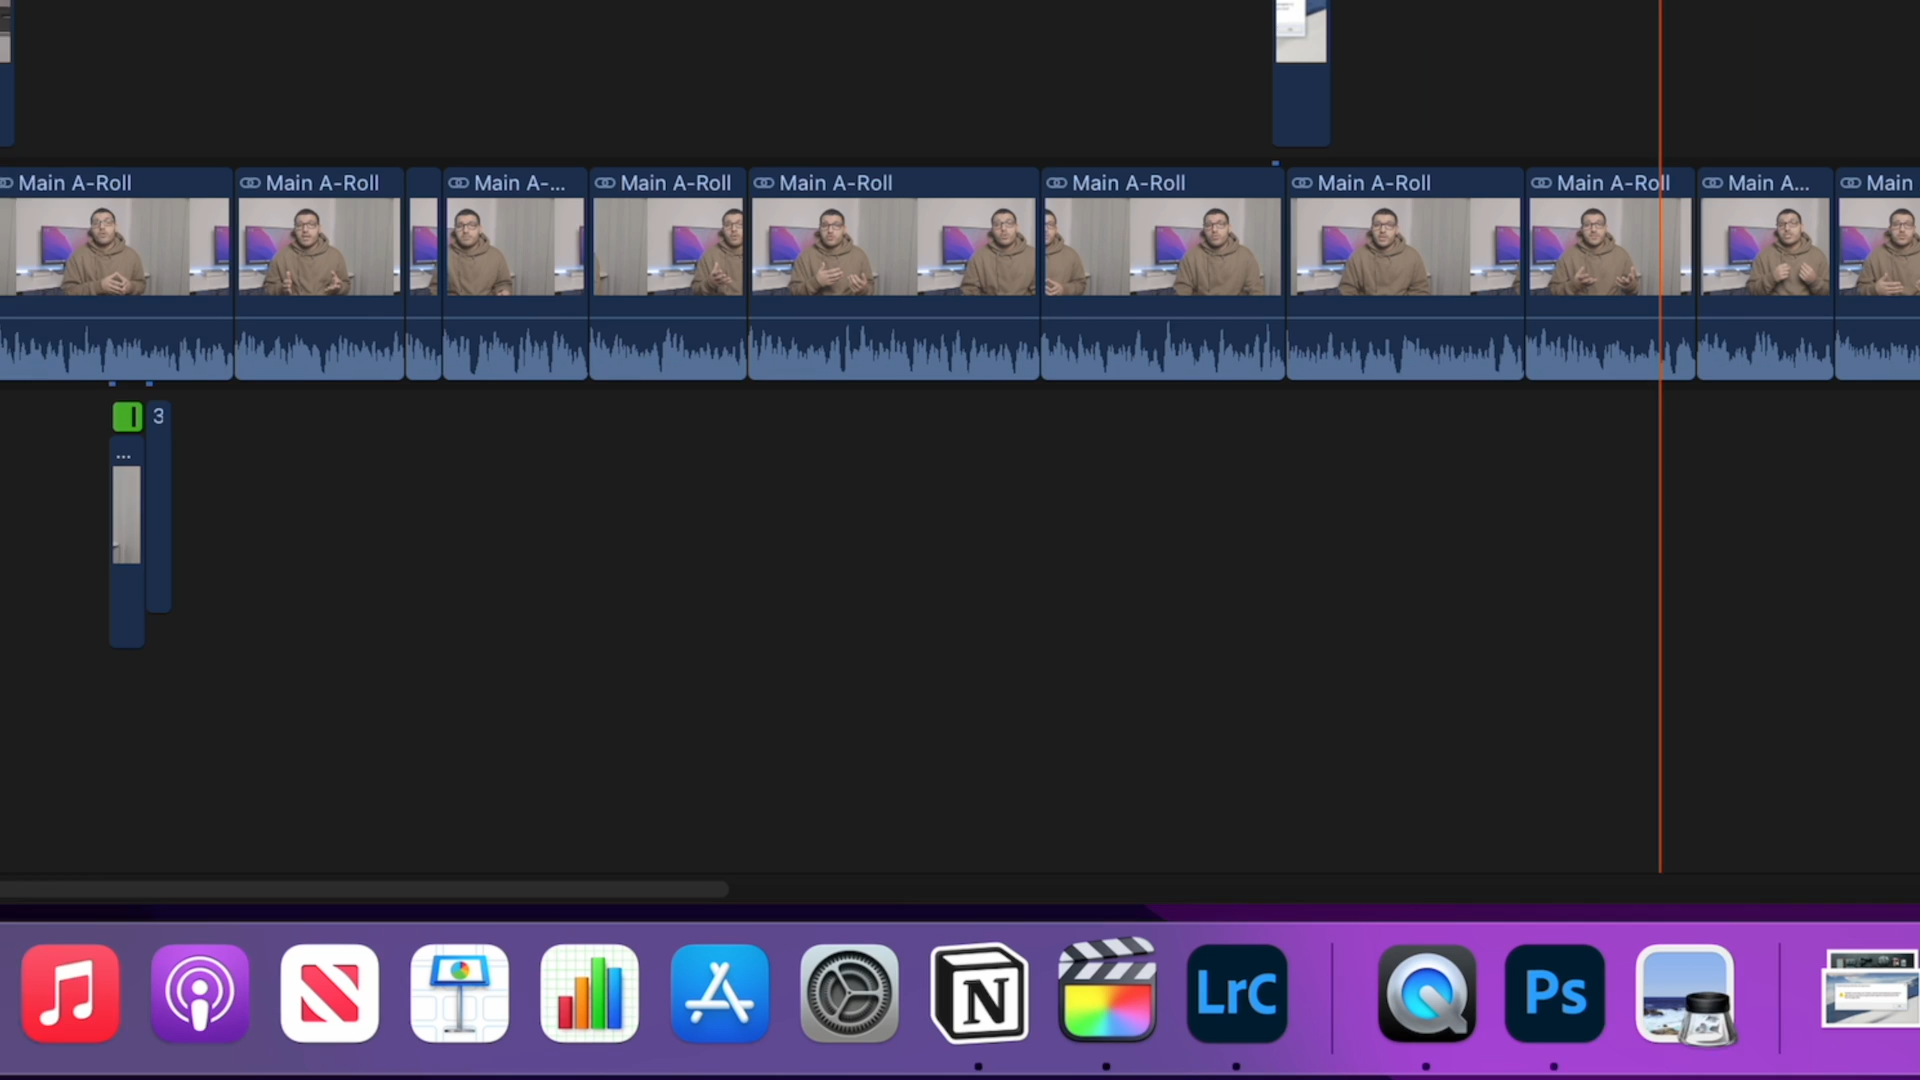 Main A-Roll
Main A-Roll
Main A-...
Main A-Roll
Main A-Roll
Main A-Roll
Main A-Roll
Main A-Roll
Main A...
Main
3
...
N
LrC
Ps